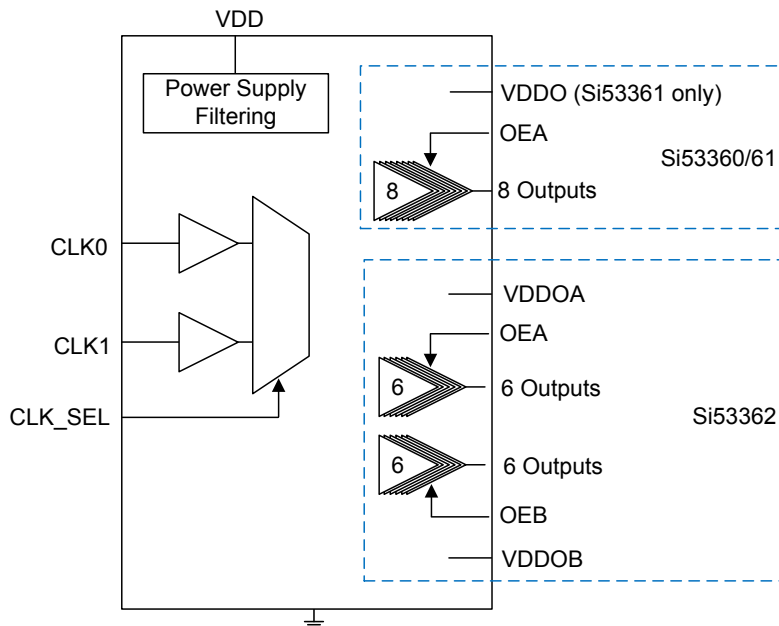 VDD
Power Supply
Filtering
VDDO (Si53361 only)
OEA
Si53360/61
8
8 Outputs
CLK0
VDDOA
OEA
CLK1
6
6 Outputs
CLK_SEL
Si53362
6
6 Outputs
OEB
VDDOB